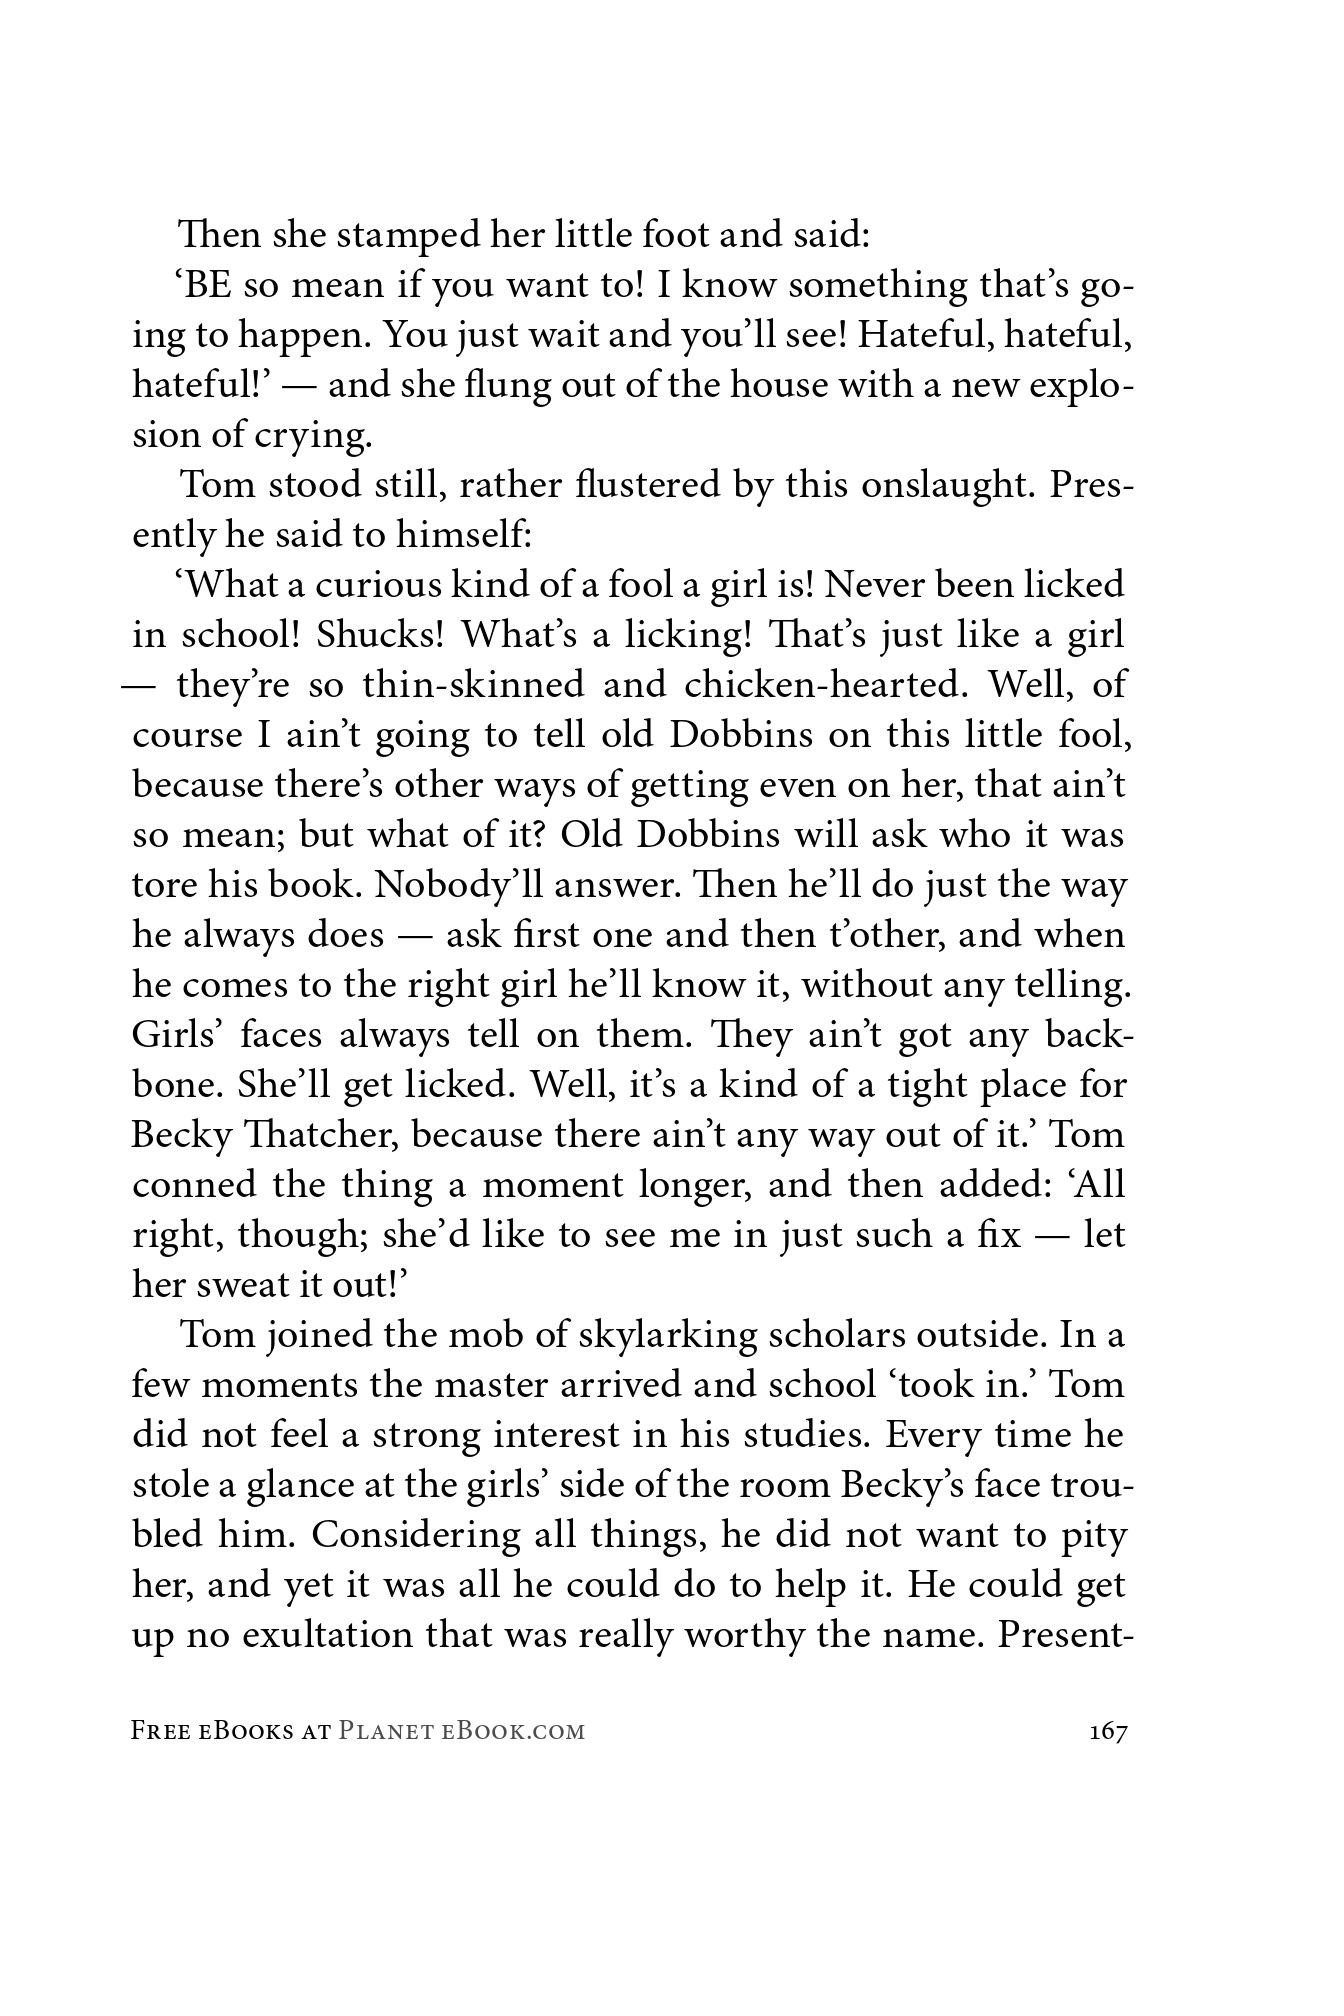 Then she stamped her little foot and said:
‘BE so mean if you want to! I know something that’s go-
ing to happen. You just wait and you’ll see! Hateful, hateful,
hateful!’ — and she flung out of the house with a new explo-
sion of crying.
Tom stood still, rather flustered by this onslaught. Pres-
ently he said to himself:
‘What a curious kind of a fool a girl is! Never been licked
in school! Shucks! What’s a licking! That’s just like a girl
— they’re so thin-skinned and chicken-hearted. Well, of
course I ain’t going to tell old Dobbins on this little fool,
because there’s other ways of getting even on her, that ain’t
so mean; but what of it? Old Dobbins will ask who it was
tore his book. Nobody’ll answer. Then he’ll do just the way
he always does — ask first one and then t’other, and when
he comes to the right girl he’ll know it, without any telling.
Girls’ faces always tell on them. They ain’t got any back-
bone. She’ll get licked. Well, it’s a kind of a tight place for
Becky Thatcher, because there ain’t any way out of it.’ Tom
conned the thing a moment longer, and then added: ‘All
right, though; she’d like to see me in just such a fix — let
her sweat it out!’
Tom joined the mob of skylarking scholars outside. In a
few moments the master arrived and school ‘took in.’ Tom
did not feel a strong interest in his studies. Every time he
stole a glance at the girls’ side of the room Becky’s face trou-
bled him. Considering all things, he did not want to pity
her, and yet it was all he could do to help it. He could get
up no exultation that was really worthy the name. Present-
Free eBooks at Planet eBook.com 167